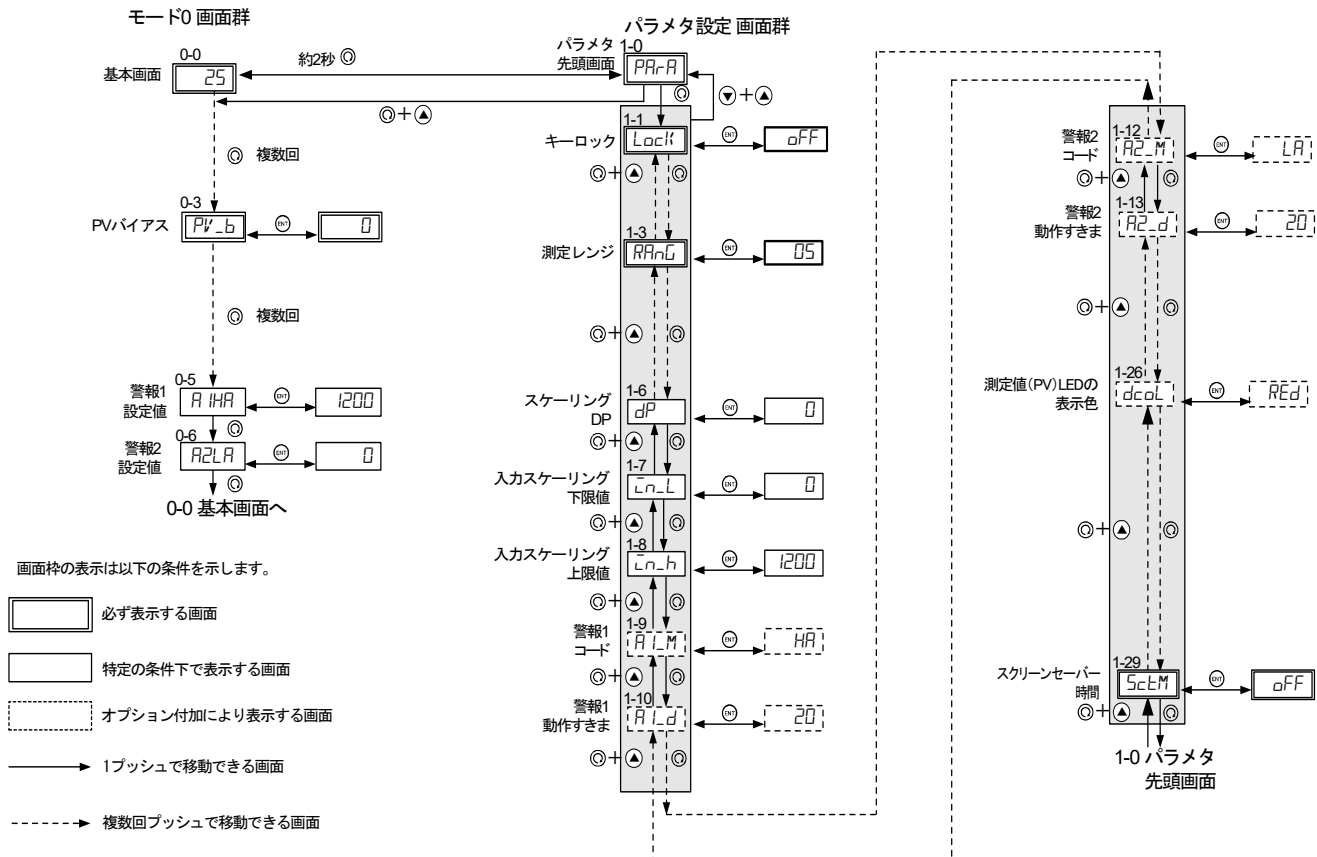 モード0 画面群
0-0
基本画面
25
約2秒
複数回
0-3
PVバイアス
PV_b
ENT
0
複数回
0-5
警報1
設定値
A1HA
ENT
1200
0-6
警報2
設定値
A2LA
ENT
0
0-0 基本画面へ
画面枠の表示は以下の条件を示します。
必ず表示する画面
特定の条件下で表示する画面
オプション付加により表示する画面
1プッシュで移動できる画面
複数回プッシュで移動できる画面
パラメタ設定 画面群
パラメタ 1-0
先頭画面
PArA
▼+▲
+▲
1-1
キーロック
LocK
ENT
oFF
+▲
1-3
測定レンジ
RAnG
ENT
05
+▲
1-6
スケーリング
DP
dP
ENT
0
+▲
1-7
入力スケーリング
下限値
in_L
ENT
0
+▲
1-8
入力スケーリング
上限値
in_h
ENT
1200
+▲
1-9
警報1
コード
A1_M
ENT
HA
+▲
1-10
警報1
動作すきま
A1_d
ENT
20
+▲
1-12
警報2
コード
A2_M
ENT
LA
+▲
1-13
警報2
動作すきま
A2_d
ENT
20
+▲
1-26
測定値(PV)LEDの
表示色
dcoL
ENT
REd
+▲
1-29
スクリーンセーバー
時間
SctM
ENT
oFF
+▲
1-0 パラメタ
先頭画面